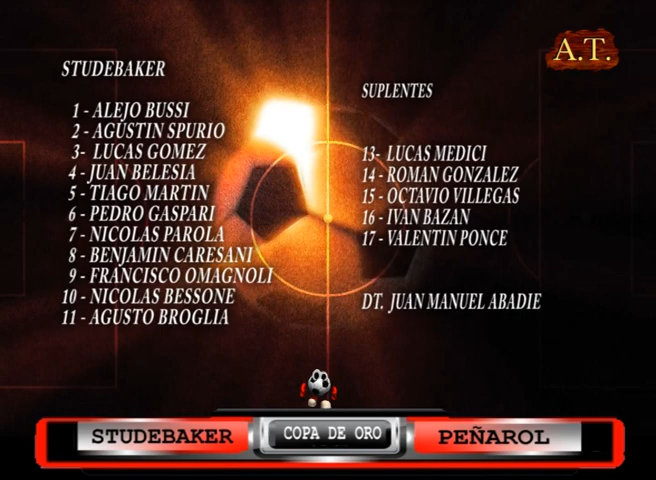 A.T.
STUDEBAKER
1 - ALEJO BUSSI
2 - AGUSTIN SPURIO
3- LUCAS GOMEZ
4 - JUAN BELESIA
5 - TIAGO MARTIN
6 - PEDRO GASPARI
7 - NICOLAS PAROLA
8 - BENJAMIN CARESANI
9 - FRANCISCO OMAGNOLI
10 - NICOLAS BESSONE
11 - AGUSTO BROGLIA
SUPLENTES
13- LUCAS MEDICI
14 - ROMAN GONZALEZ
15 - OCTAVIO VILLEGAS
16 - IVAN BAZAN
17 - VALENTIN PONCE
DT. JUAN MANUEL ABADIE
STUDEBAKER
COPA DE ORO
PEÑAROL